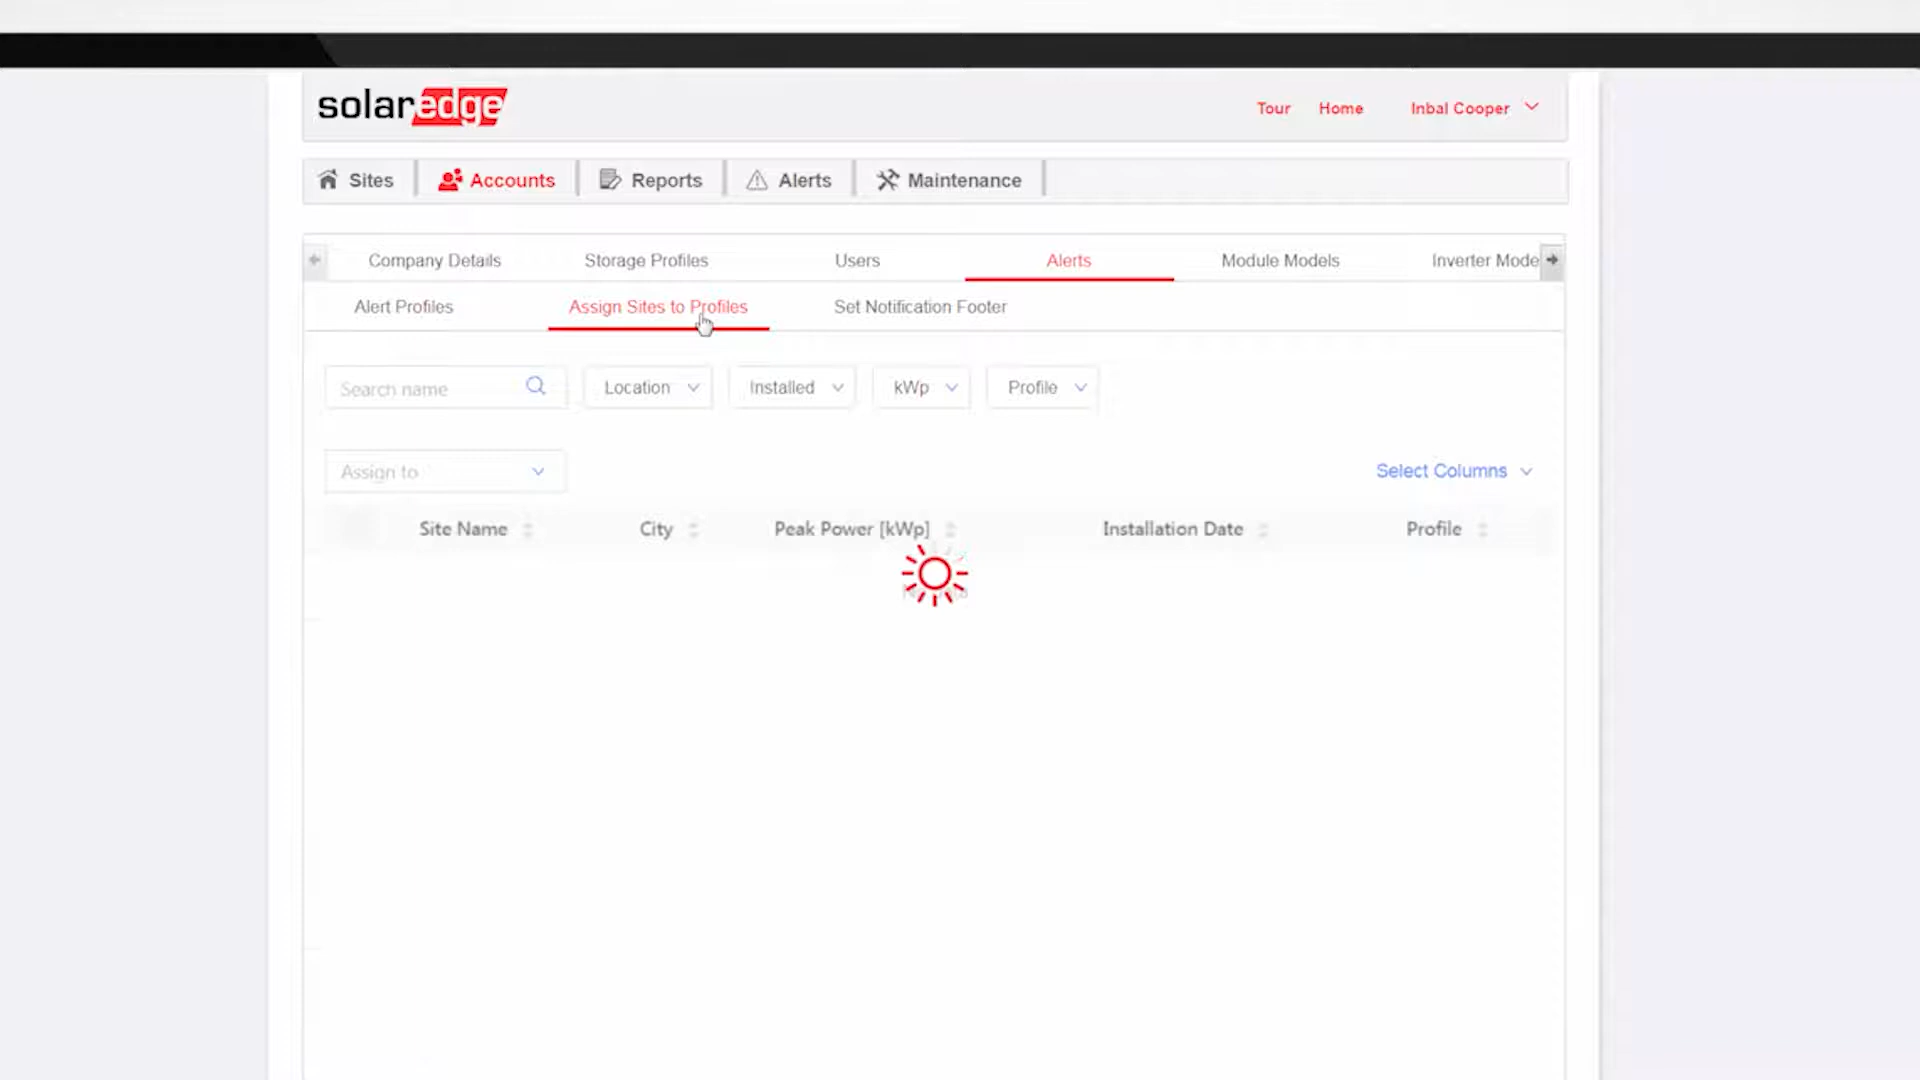 solaredge
Tour Home Inbal Cooper
Sites Accounts Reports Alerts Maintenance
Company Details Storage Profiles Users Alerts Module Models Inverter Mode
Alert Profiles Assign Sites to Profiles Set Notification Footer
Search name Location Installed kWp Profile
Assign to Select Columns
Site Name City Peak Power [kWp] Installation Date Profile